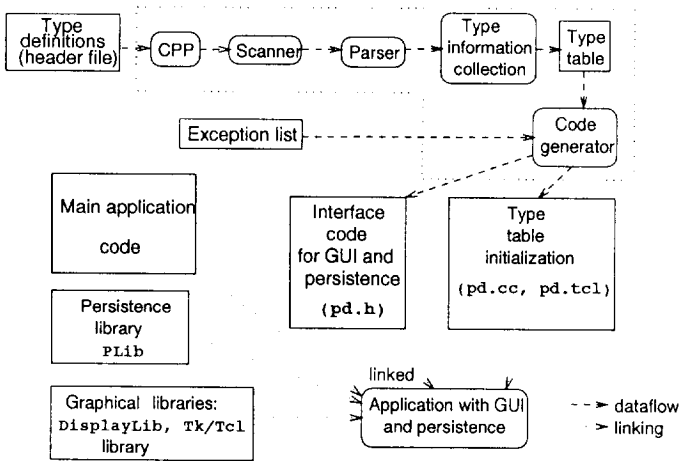 Type
definitions
(header file)
CPP
Scanner
Parser
Type
information
collection
Type
table
Exception list
Code
generator
Main application
code
Interface
code
for GUI and
persistence
(pd.h)
Type
table
initialization
(pd.cc, pd.tcl)
Persistence
library
PLib
Graphical libraries:
DisplayLib, Tk/Tcl
library
linked
Application with GUI
and persistence
dataflow
linking